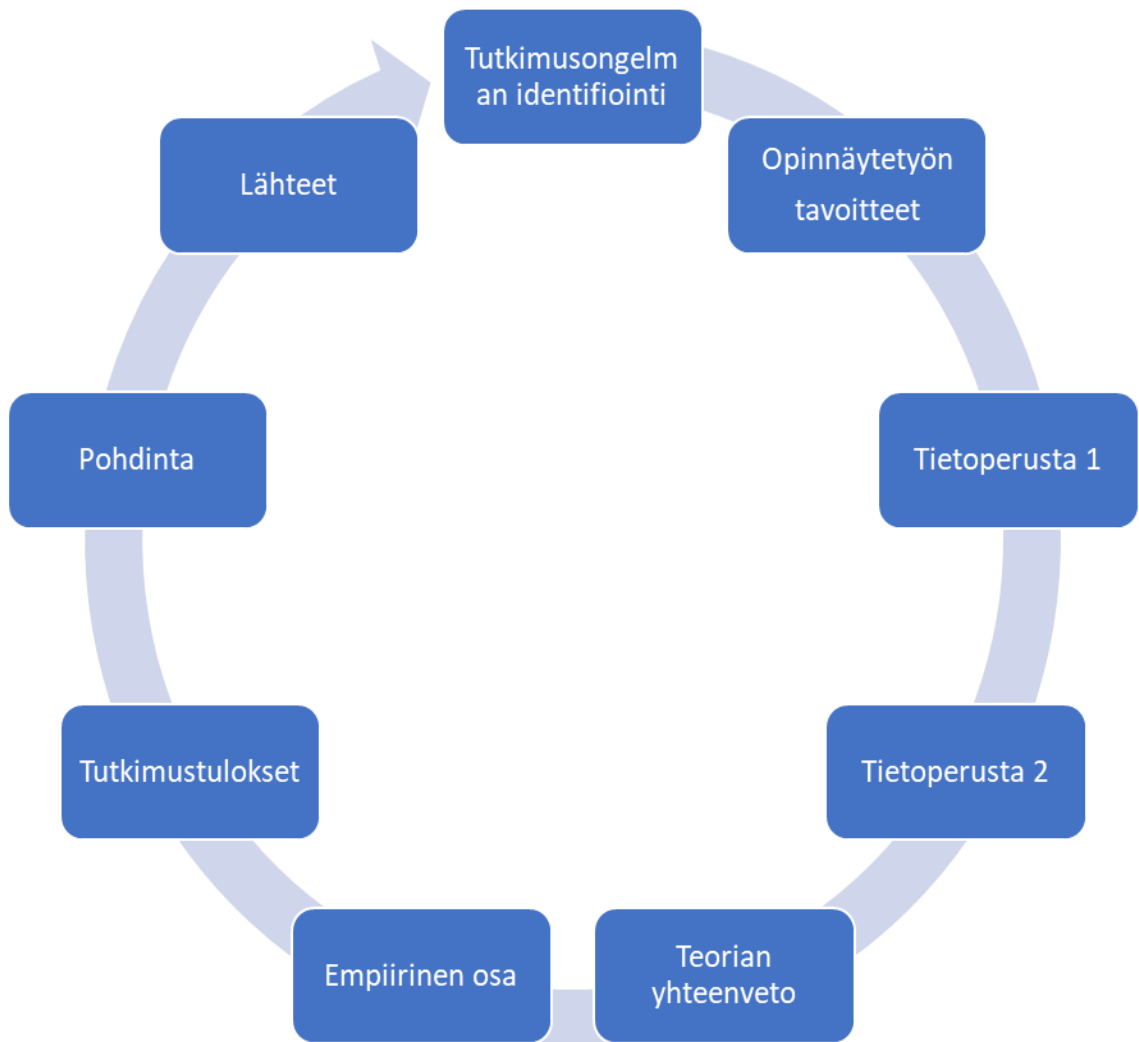 Tutkimusongelm
an identifiointi
Opinnäytetyön
tavoitteet
Tietoperusta 1
Tietoperusta 2
Teorian
yhteenveto
Empiirinen osa
Tutkimustulokset
Pohdinta
Lähteet